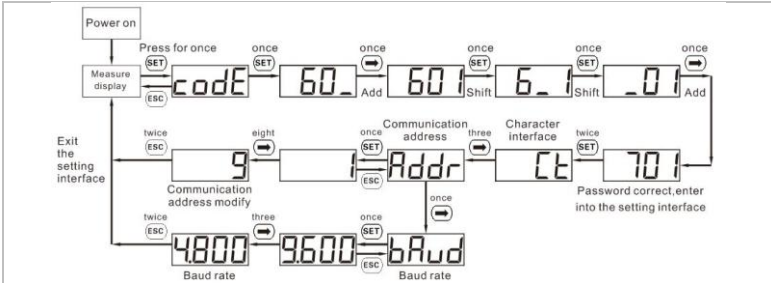 Power on
Press for once
once
once
once
once
once
SET
SET
➡
SET
SET
➡
Measure
display
codE
60_
601
6_1
_01
ESC
Add
Shift
Shift
Add
Communication
address
Character
interface
twice
eight
once
three
twice
ESC
➡
SET
➡
SET
Exit
the
setting
interface
9
1
Addr
Ct
701
ESC
Communication
address modify
Password correct,enter
into the setting interface
once
➡
twice
three
once
ESC
➡
SET
4.800
9.600
bAud
ESC
Baud rate
Baud rate